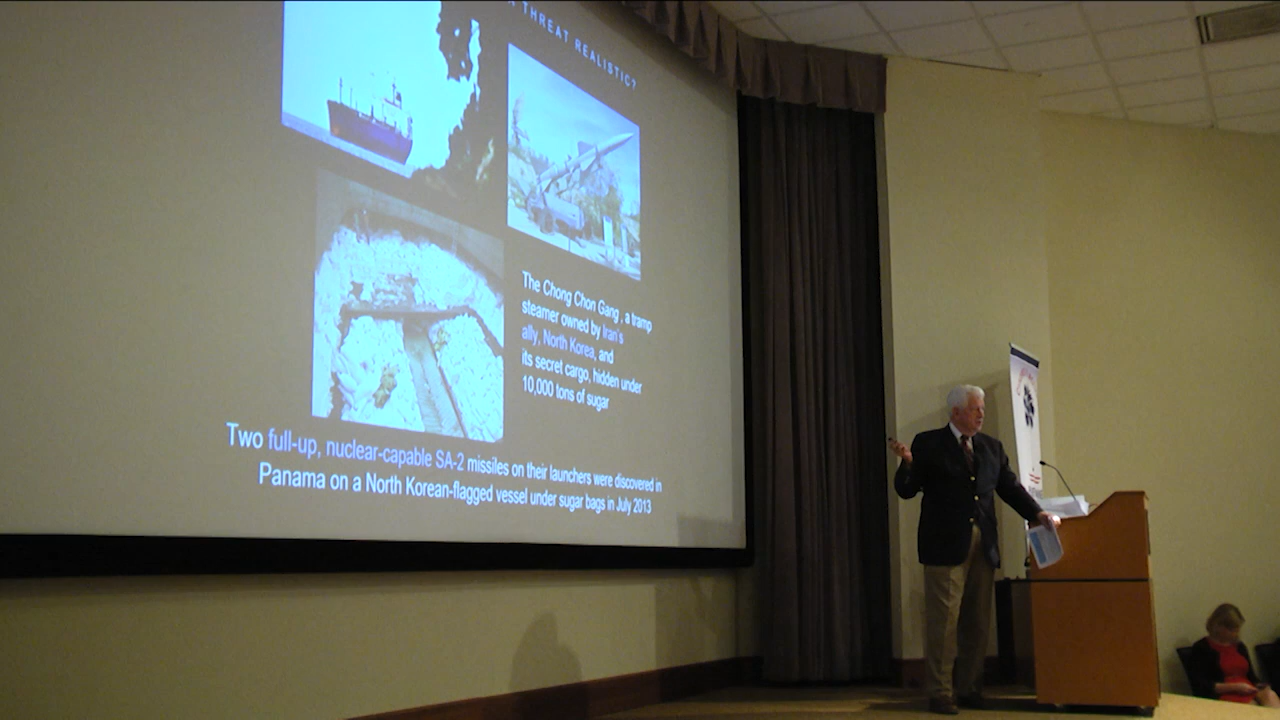 THREAT REALISTIC?
The Chong Chon Gang , a tramp
steamer owned by Iran's
ally, North Korea, and
its secret cargo, hidden under
10,000 tons of sugar
Two full-up, nuclear-capable SA-2 missiles on their launchers were discovered in
Panama on a North Korean-flagged vessel under sugar bags in July 2013